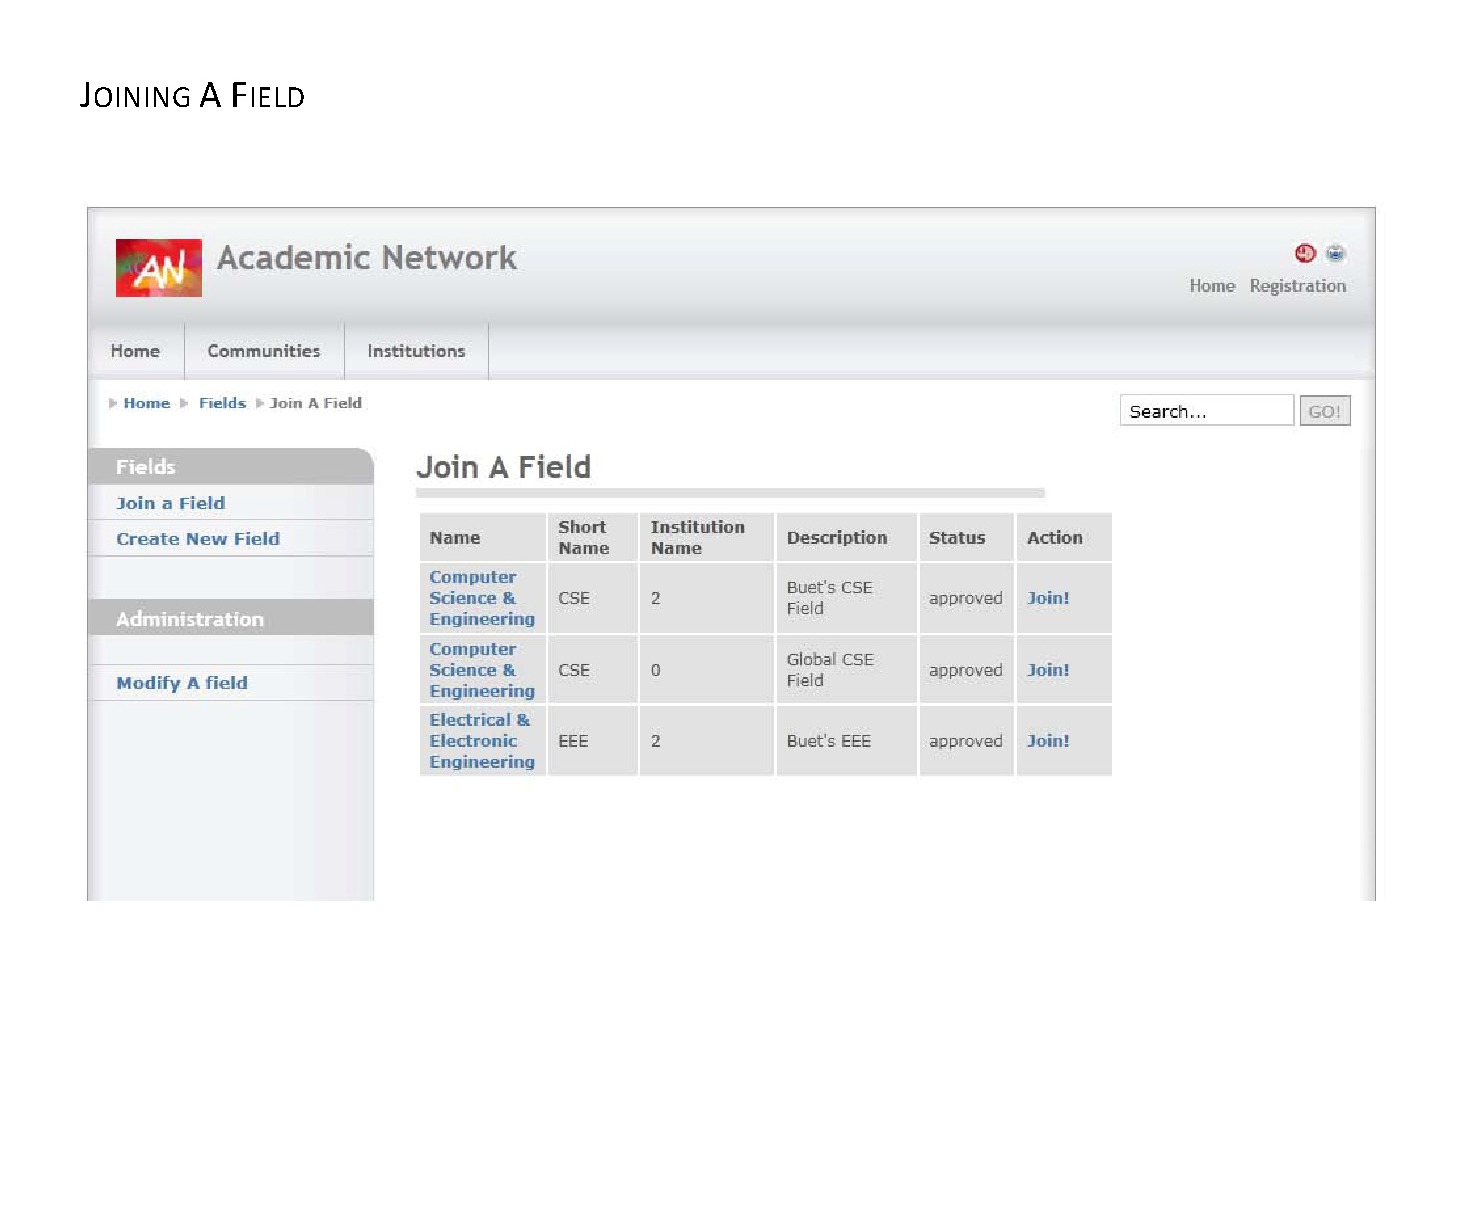 JOINING A FIELD
AN
Academic Network
Home Registration
Home Communities Institutions
Home Fields Join A Field
Search... GO!
Fields
Join a Field
Create New Field
Administration
Modify A field
Join A Field
Name Short Name Institution Name Description Status Action
Computer Science & Engineering CSE 2 Buet's CSE Field approved Join!
Computer Science & Engineering CSE 0 Global CSE Field approved Join!
Electrical & Electronic Engineering EEE 2 Buet's EEE approved Join!